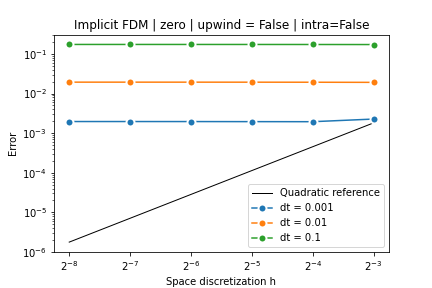 Implicit FDM | zero | upwind = False | intra=False
10⁻¹
10⁻²
10⁻³
10⁻⁴
10⁻⁵
10⁻⁶
Error
Quadratic reference
dt = 0.001
dt = 0.01
dt = 0.1
2⁻⁸ 2⁻⁷ 2⁻⁶ 2⁻⁵ 2⁻⁴ 2⁻³
Space discretization h